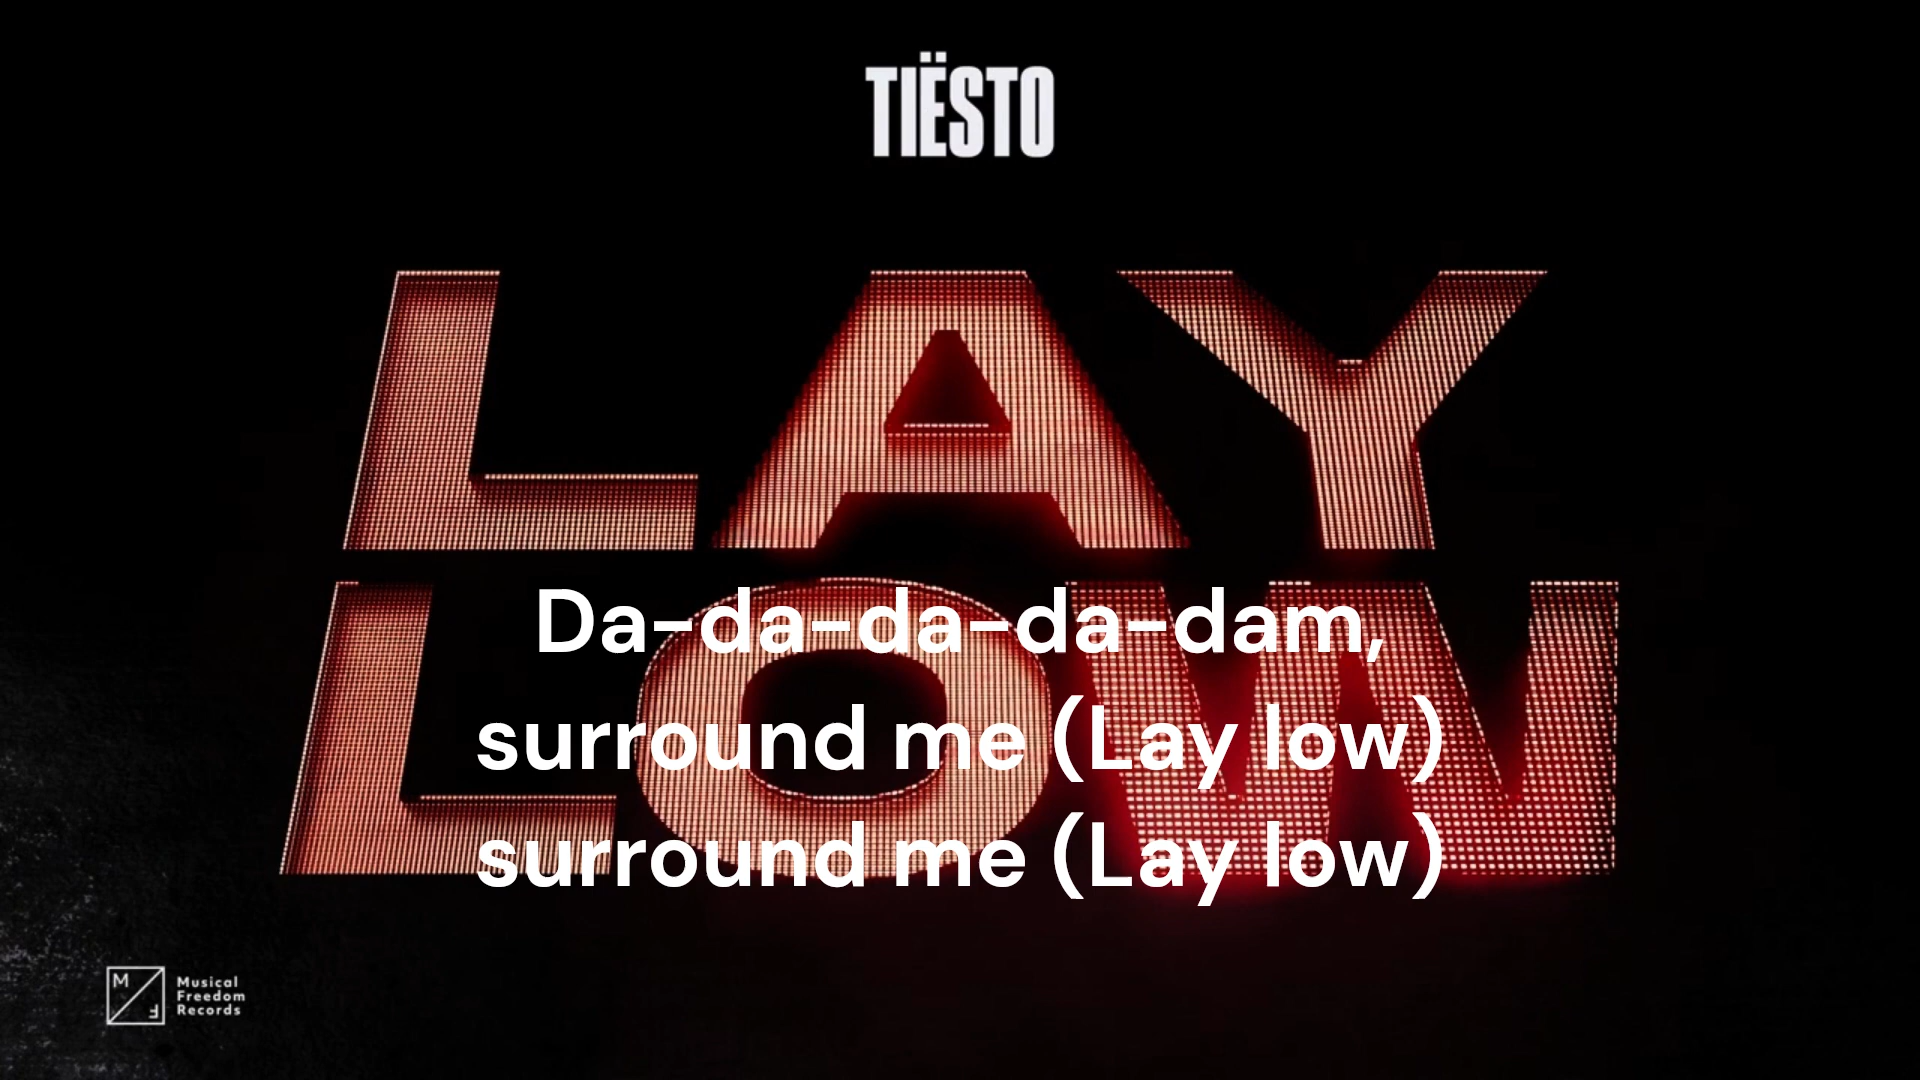 TIËSTO
LAY
LOW
Da-da-da-da-dam,
surround me (Lay low)
surround me (Lay low)
M
F
Musical
Freedom
Records